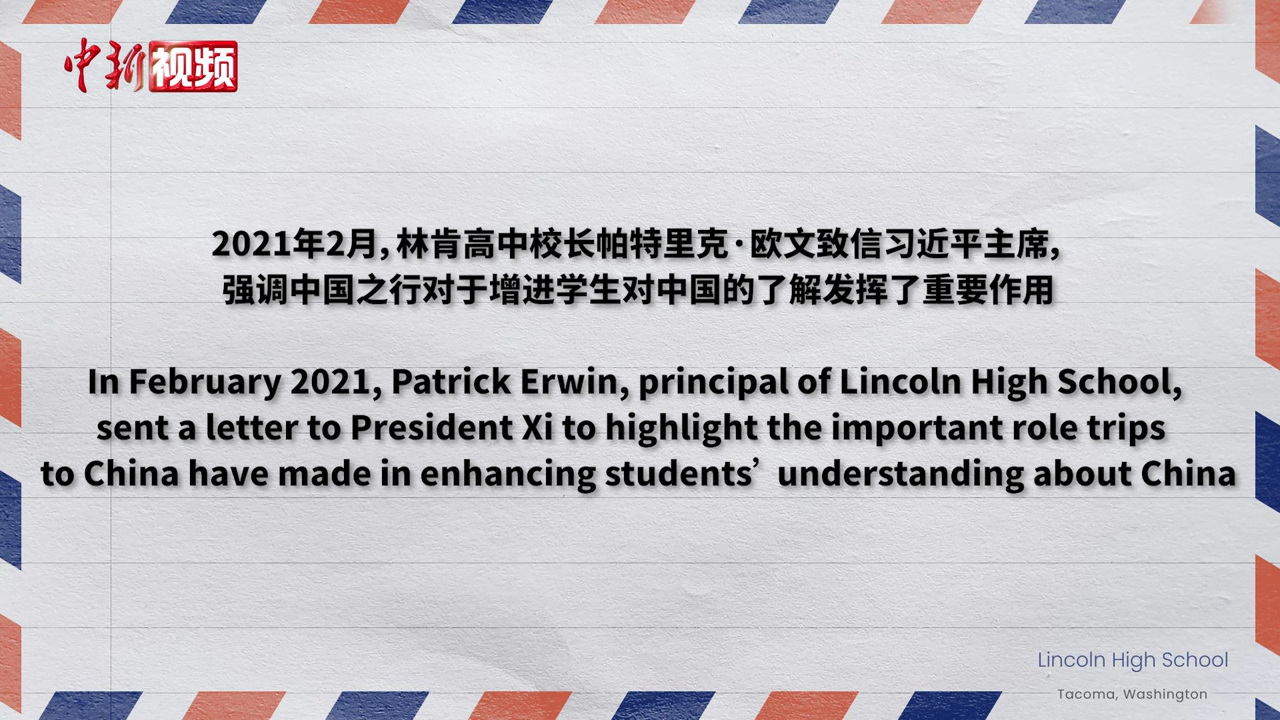 中新视频
2021年2月,林肯高中校长帕特里克·欧文致信习近平主席,
强调中国之行对于增进学生对中国的了解发挥了重要作用
In February 2021, Patrick Erwin, principal of Lincoln High School,
sent a letter to President Xi to highlight the important role trips
to China have made in enhancing students’ understanding about China
Lincoln High School
Tacoma, Washington